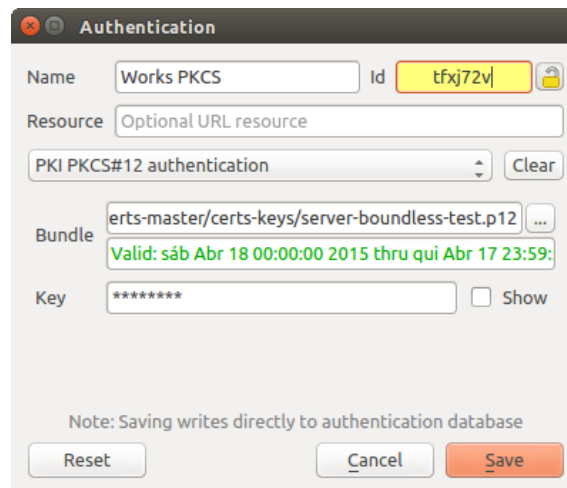 Authentication
Name Works PKCS Id tfxj72v
Resource Optional URL resource
PKI PKCS#12 authentication Clear
erts-master/certs-keys/server-boundless-test.p12 ...
Bundle
Valid: sáb Abr 18 00:00:00 2015 thru qui Abr 17 23:59:
Key ******** Show
Note: Saving writes directly to authentication database
Reset Cancel Save